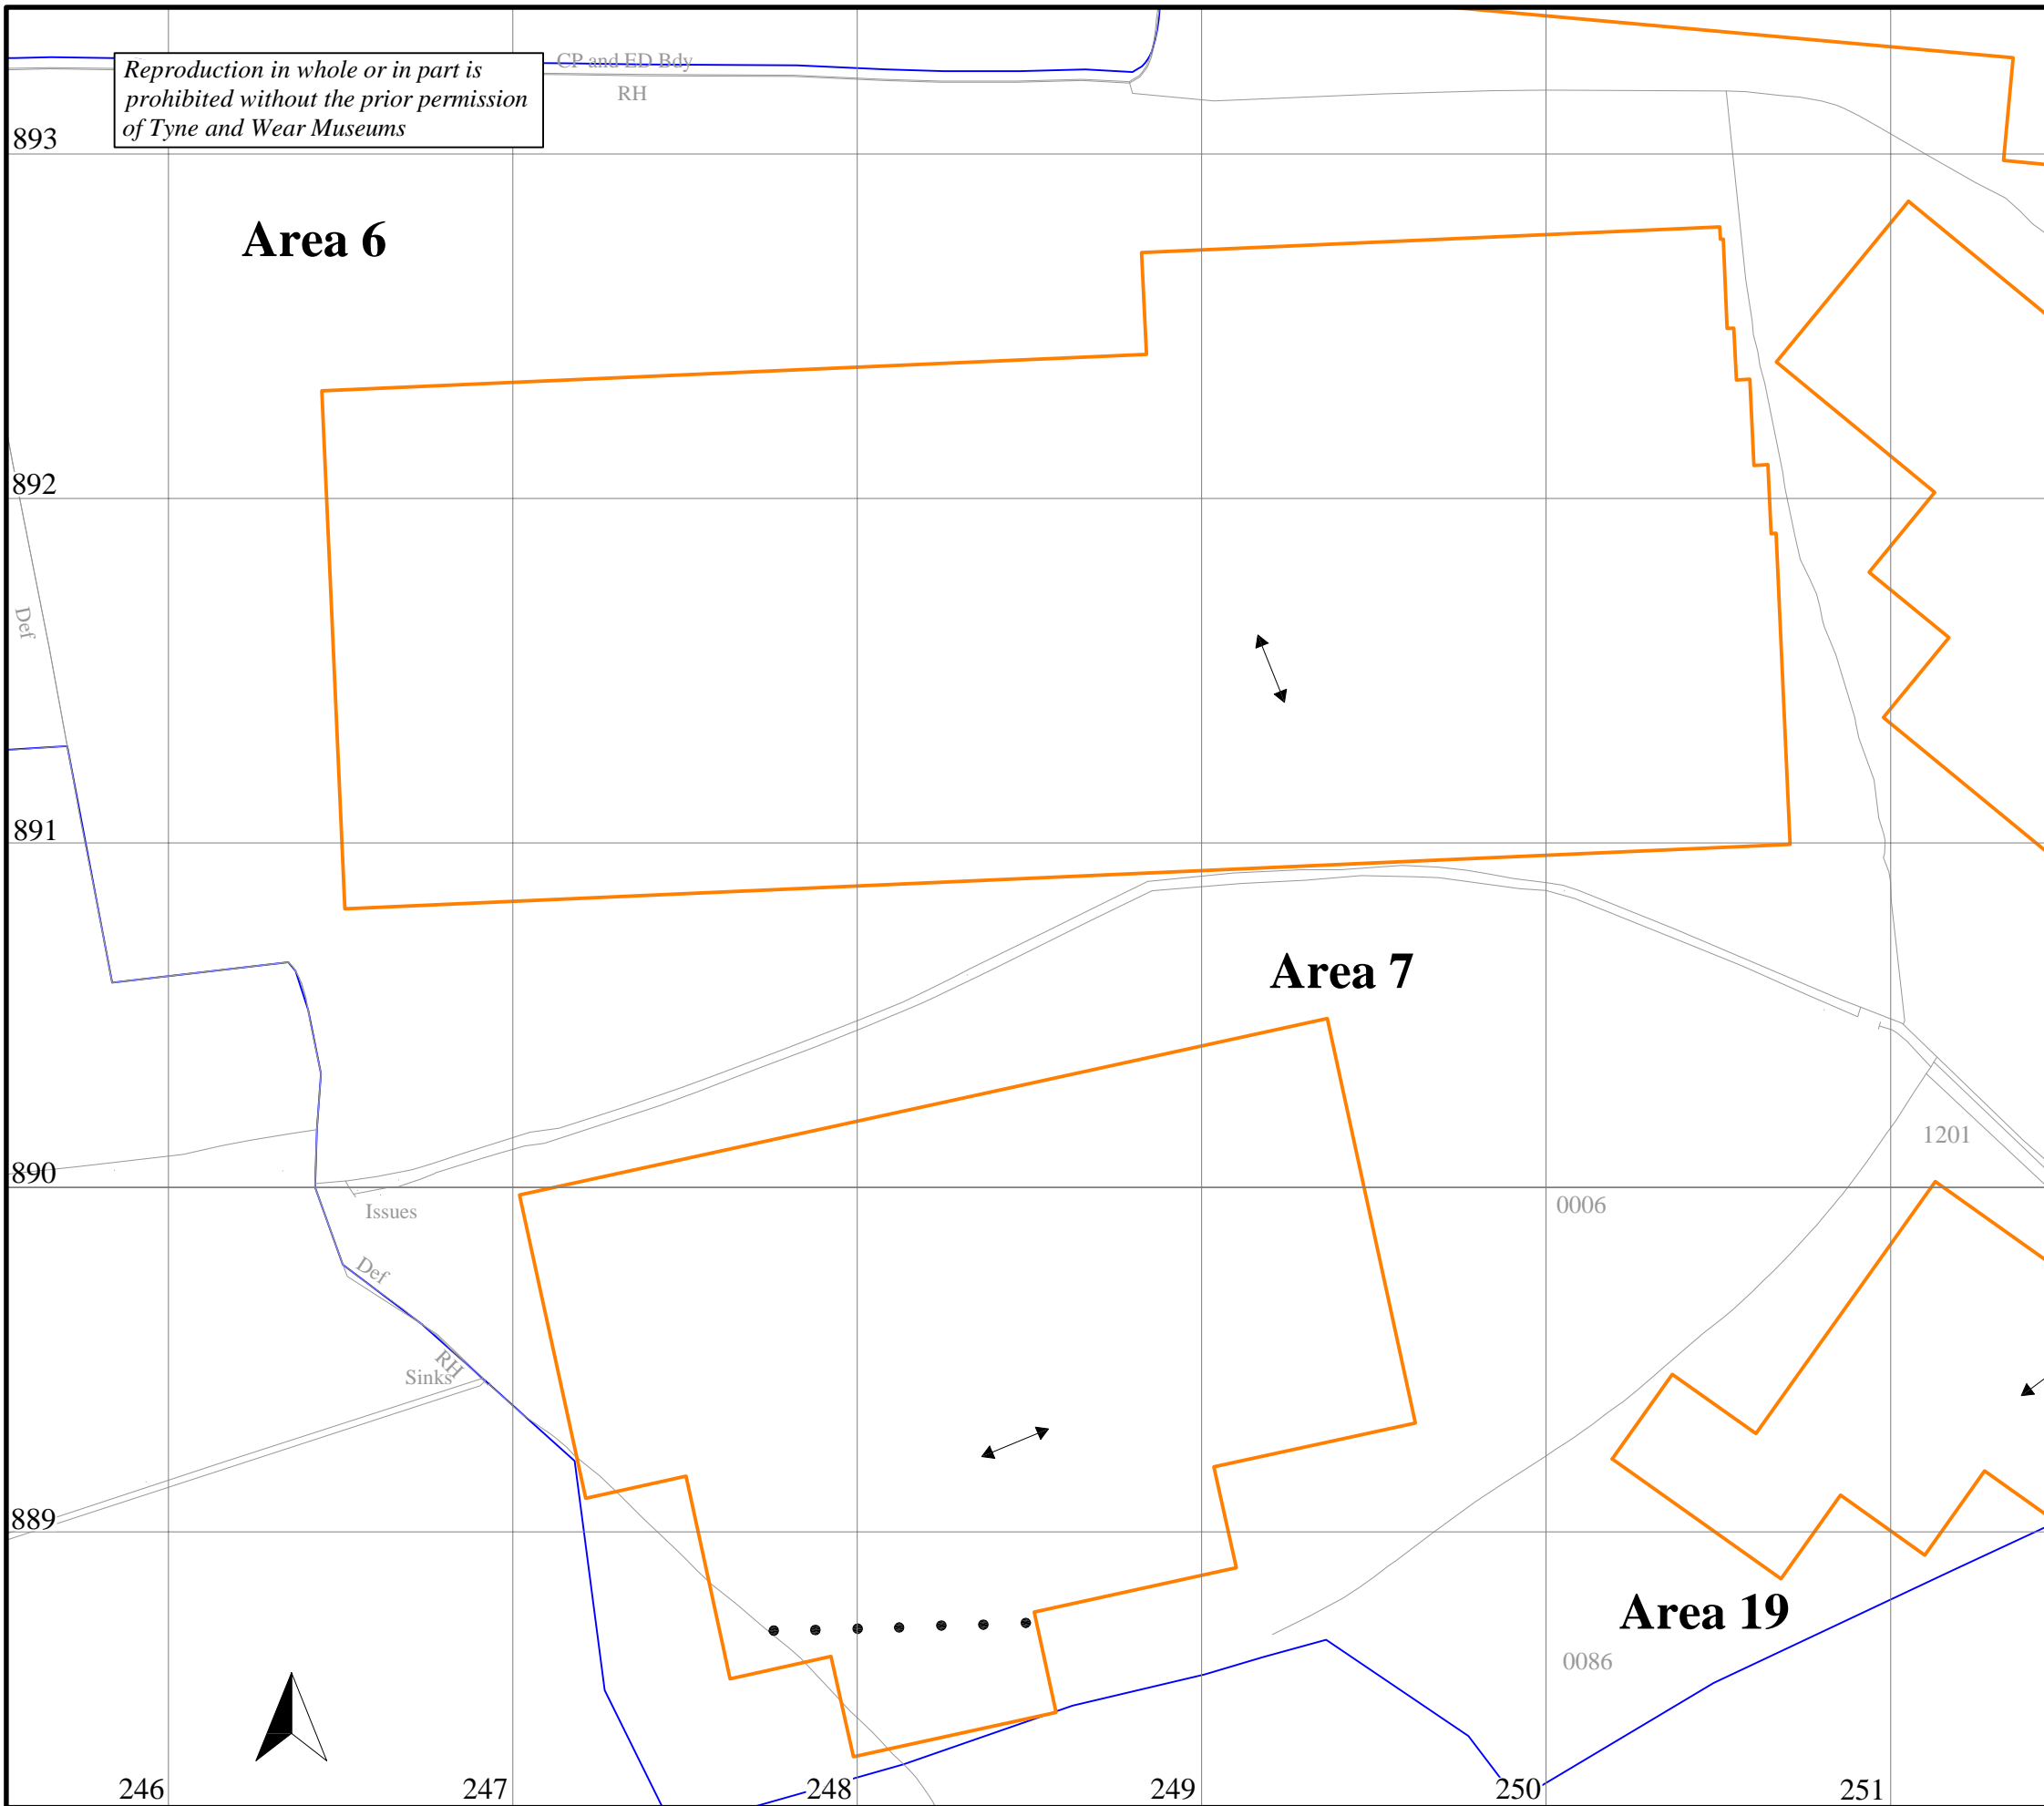 CP and ED Bdy
Reproduction in whole or in part is
prohibited without the prior permission
of Tyne and Wear Museums
RH
893
Area 6
892
Def
891
Area 7
1201
890
0006
Issues
Def
RH
Sinks
889
Area 19
0086
246
247
248
249
250
251